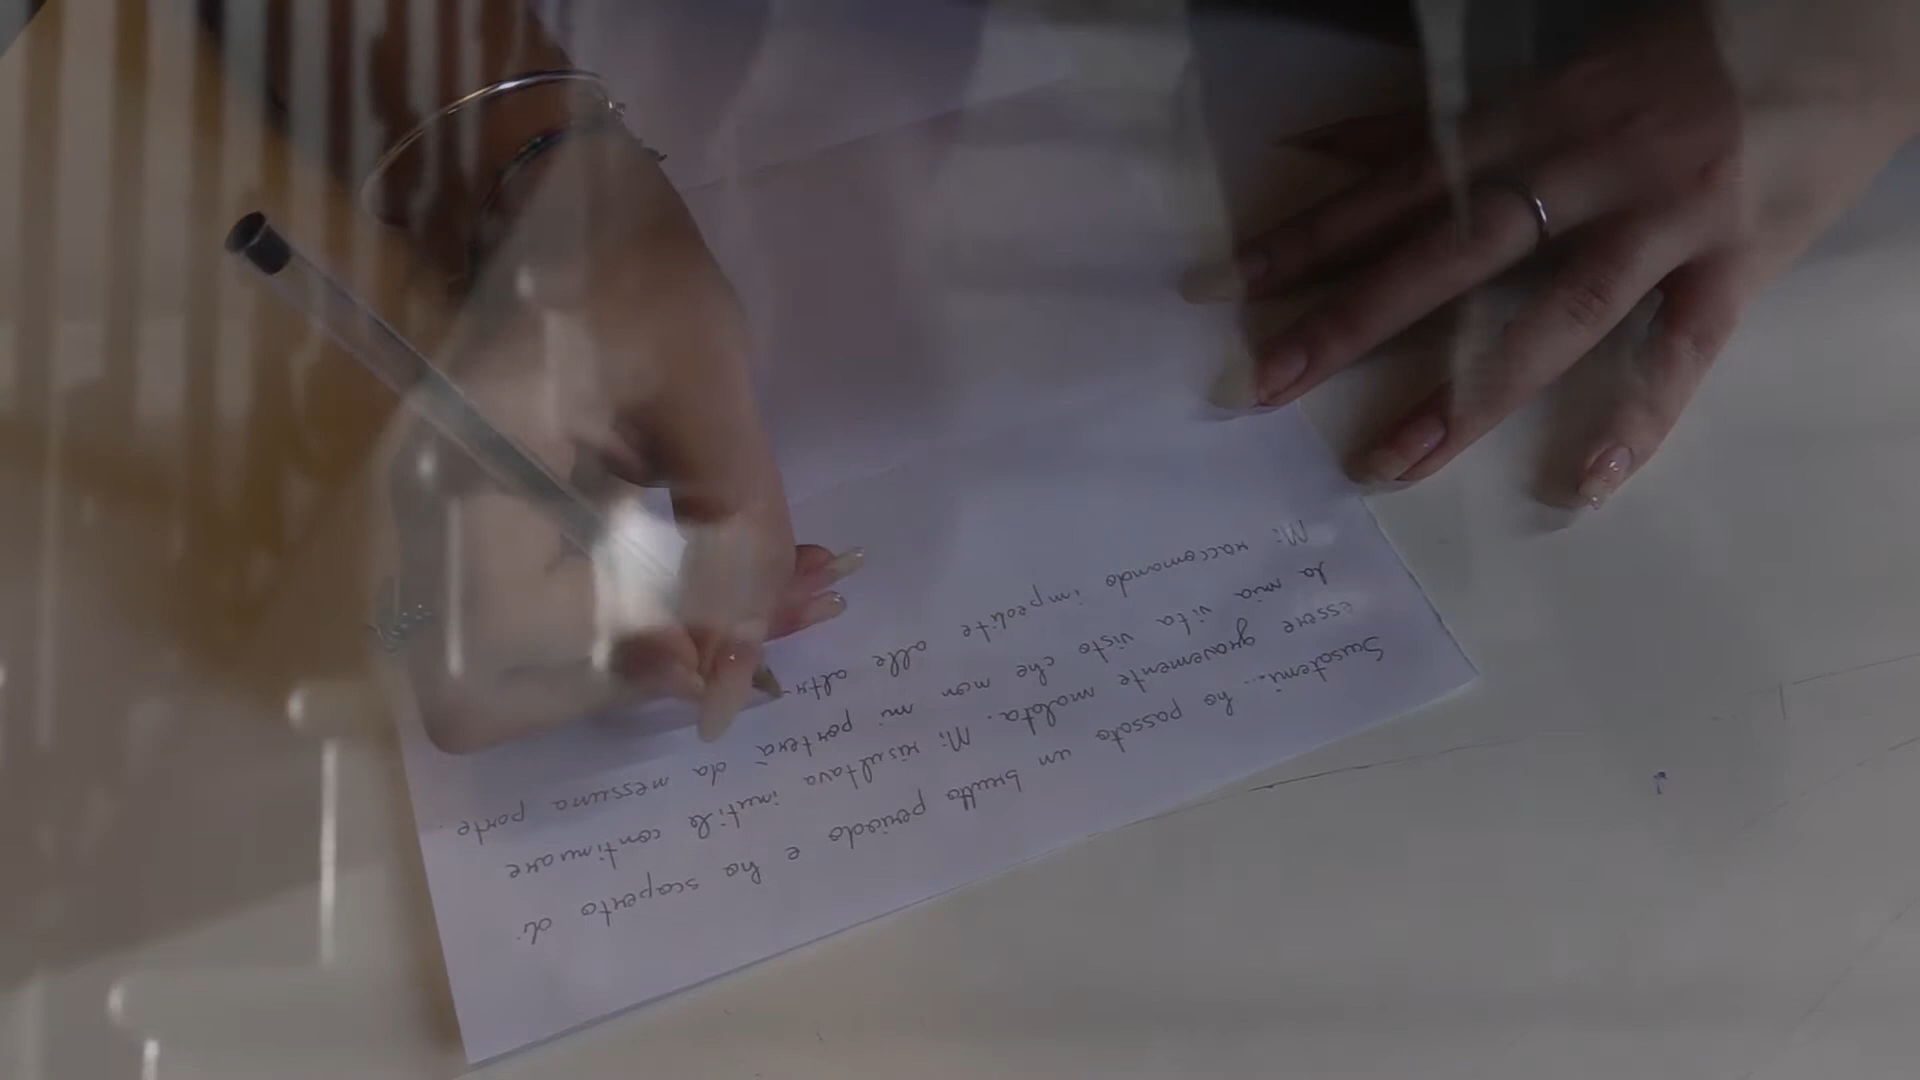 Scusatemi... ho passato un brutto periodo e ho scoperto di
essere gravemente malata. Mi risultava inutile continuare
la mia vita visto che non mi porterà da nessuna parte.
Mi raccomando impedite alle altr